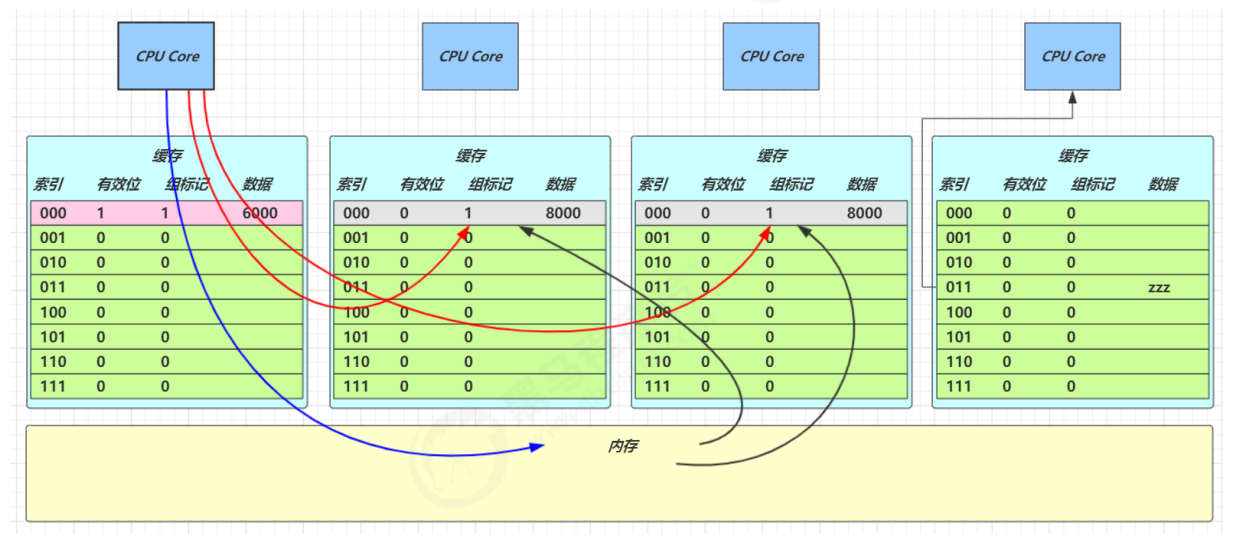 CPU Core CPU Core CPU Core CPU Core
缓存 缓存 缓存 缓存
索引 有效位 组标记 数据 索引 有效位 组标记 数据 索引 有效位 组标记 数据 索引 有效位 组标记 数据
000 1 1 6000 000 0 1 8000 000 0 1 8000 000 0 0
001 0 0 001 0 0 001 0 0 001 0 0
010 0 0 010 0 0 010 0 0 010 0 0
011 0 0 011 0 0 011 0 0 011 0 0 zzz
100 0 0 100 0 0 100 0 0 100 0 0
101 0 0 101 0 0 101 0 0 101 0 0
110 0 0 110 0 0 110 0 0 110 0 0
111 0 0 111 0 0 111 0 0 111 0 0
内存